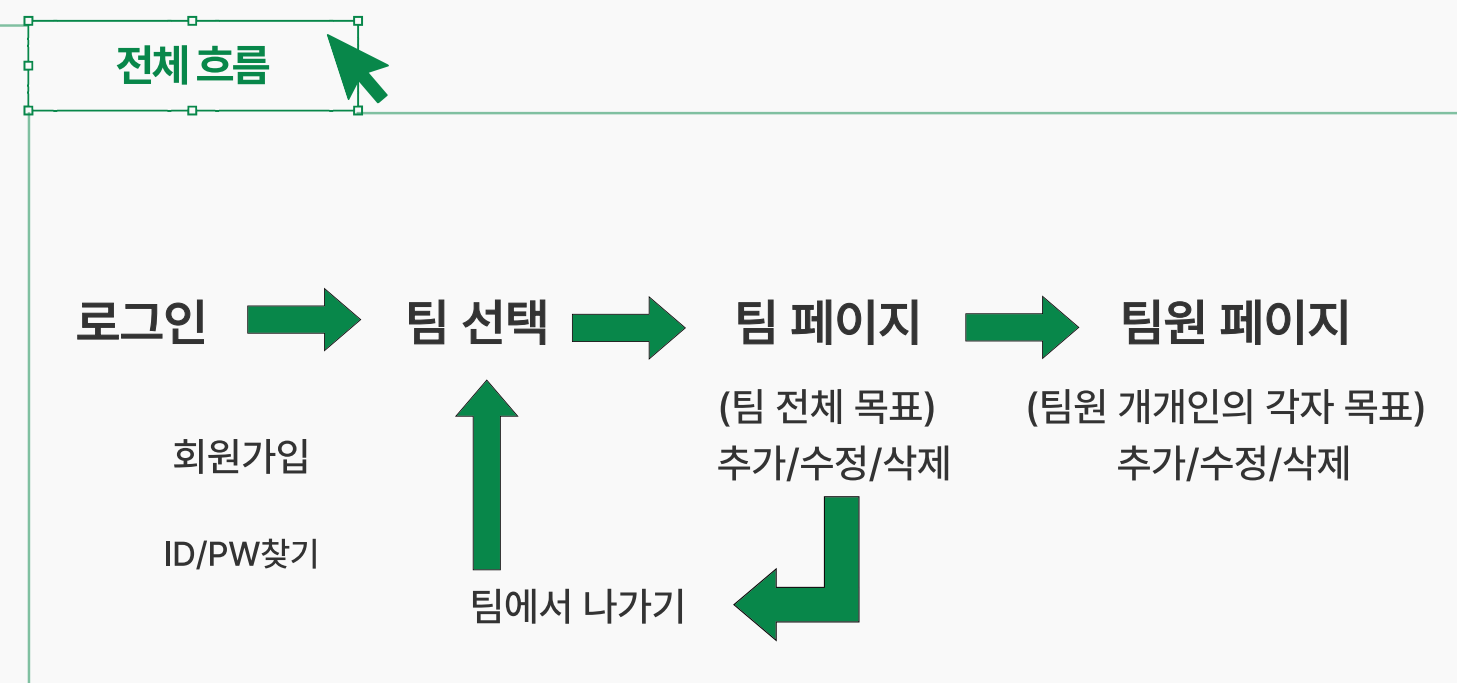 전체 흐름
로그인
팀 선택
팀 페이지
팀원 페이지
(팀 전체 목표)
추가/수정/삭제
(팀원 개개인의 각자 목표)
추가/수정/삭제
회원가입
ID/PW찾기
팀에서 나가기